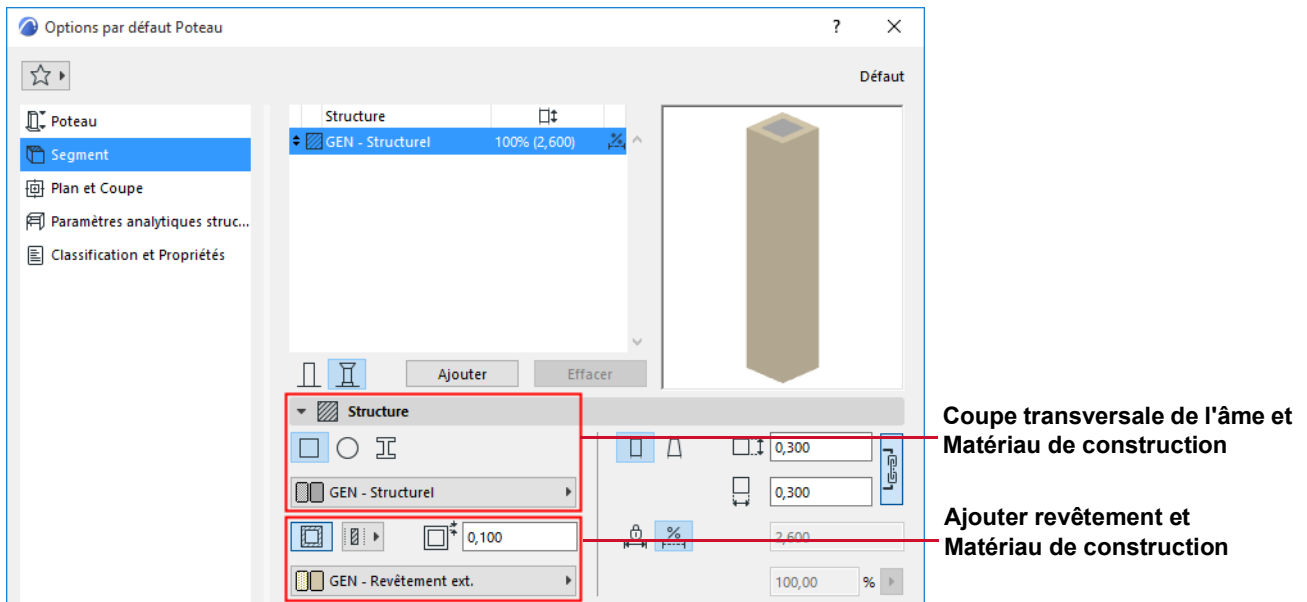 Options par défaut Poteau ?
Défaut
Poteau
Segment
Plan et Coupe
Paramètres analytiques struc...
Classification et Propriétés
Structure
GEN - Structurel 100% (2,600)
Ajouter Effacer
Structure
0,300
GEN - Structurel
0,300
0,100
2,600
GEN - Revêtement ext.
100,00 %
Coupe transversale de l'âme et
Matériau de construction
Ajouter revêtement et
Matériau de construction